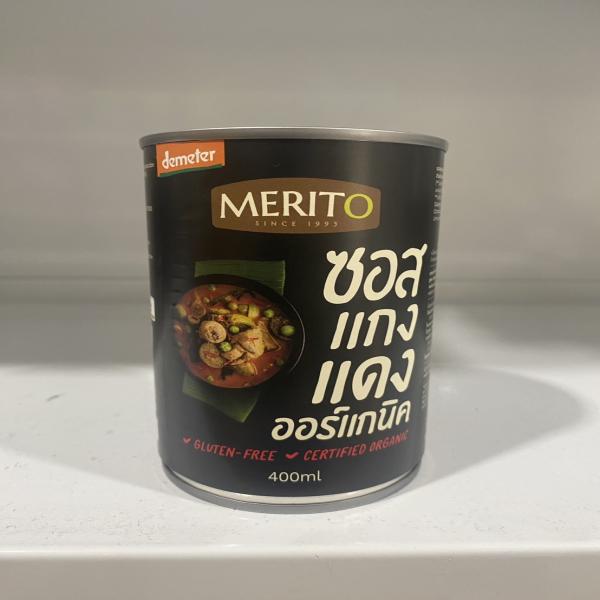 demeter
MERITO
SINCE 1995
ซอส
แกง
แดง
ออร์แกนิค
✓ GLUTEN-FREE ✓ CERTIFIED ORGANIC
400ml